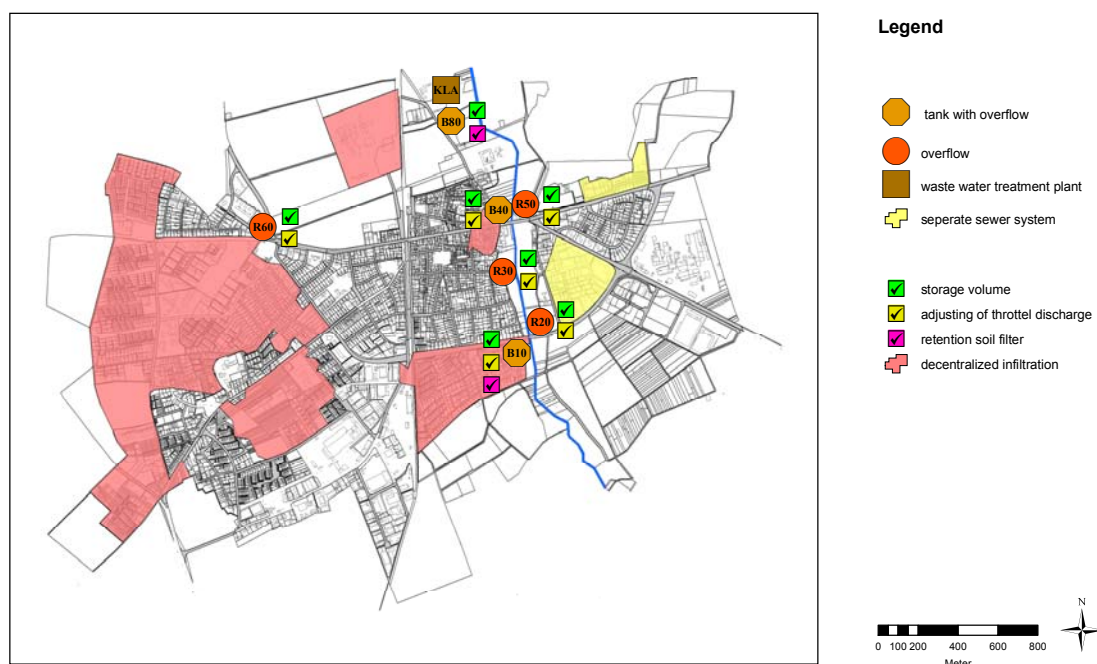 Legend
KLA
B80
tank with overflow
overflow
waste water treatment plant
R60
B40
R50
seperate sewer system
R30
storage volume
R20
adjusting of throttel discharge
B10
retention soil filter
decentralized infiltration
N
0 100 200 400 600 800
Meter